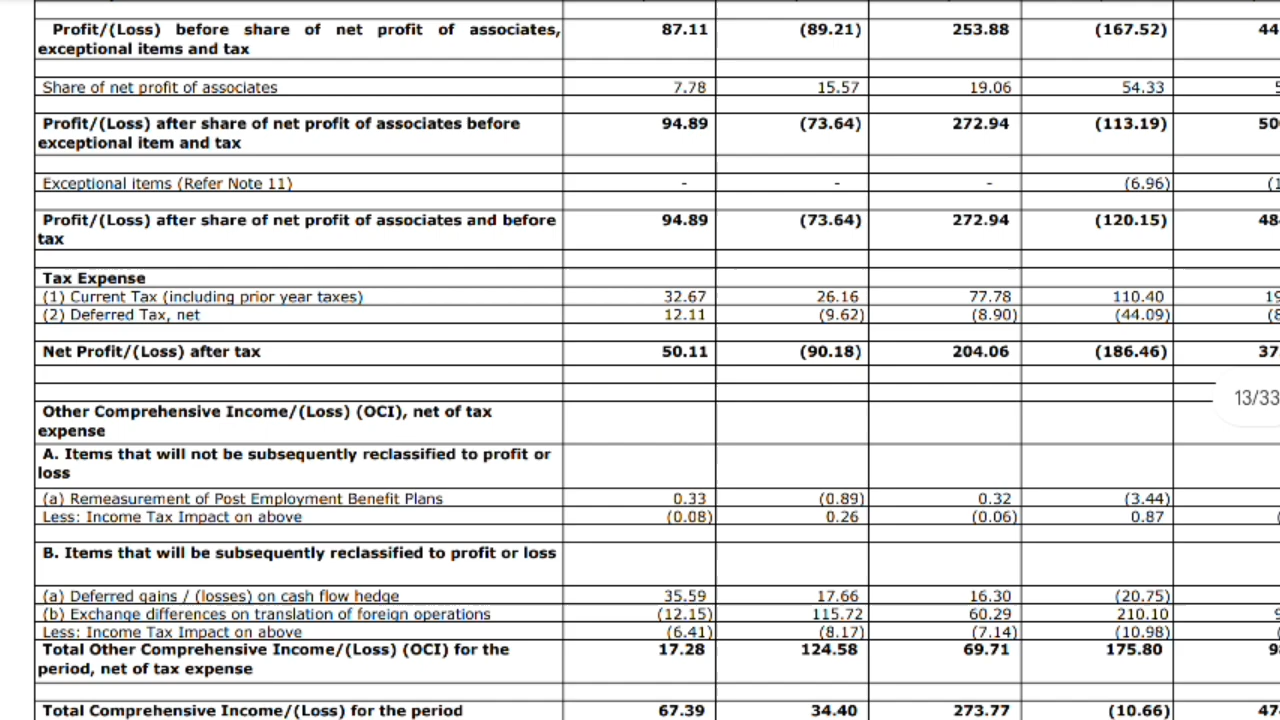 Profit/(Loss) before share of net profit of associates, 87.11 (89.21) 253.88 (167.52) 44
exceptional items and tax
Share of net profit of associates 7.78 15.57 19.06 54.33
Profit/(Loss) after share of net profit of associates before 94.89 (73.64) 272.94 (113.19) 50
exceptional item and tax
Exceptional items (Refer Note 11) - - - (6.96) (1
Profit/(Loss) after share of net profit of associates and before 94.89 (73.64) 272.94 (120.15) 48
tax
Tax Expense
(1) Current Tax (including prior year taxes) 32.67 26.16 77.78 110.40 19
(2) Deferred Tax, net 12.11 (9.62) (8.90) (44.09) (8
Net Profit/(Loss) after tax 50.11 (90.18) 204.06 (186.46) 37
13/33
Other Comprehensive Income/(Loss) (OCI), net of tax
expense
A. Items that will not be subsequently reclassified to profit or
loss
(a) Remeasurement of Post Employment Benefit Plans 0.33 (0.89) 0.32 (3.44)
Less: Income Tax Impact on above (0.08) 0.26 (0.06) 0.87 (
B. Items that will be subsequently reclassified to profit or loss
(a) Deferred gains / (losses) on cash flow hedge 35.59 17.66 16.30 (20.75)
(b) Exchange differences on translation of foreign operations (12.15) 115.72 60.29 210.10 9
Less: Income Tax Impact on above (6.41) (8.17) (7.14) (10.98) (
Total Other Comprehensive Income/(Loss) (OCI) for the 17.28 124.58 69.71 175.80 9
period, net of tax expense
Total Comprehensive Income/(Loss) for the period 67.39 34.40 273.77 (10.66) 47